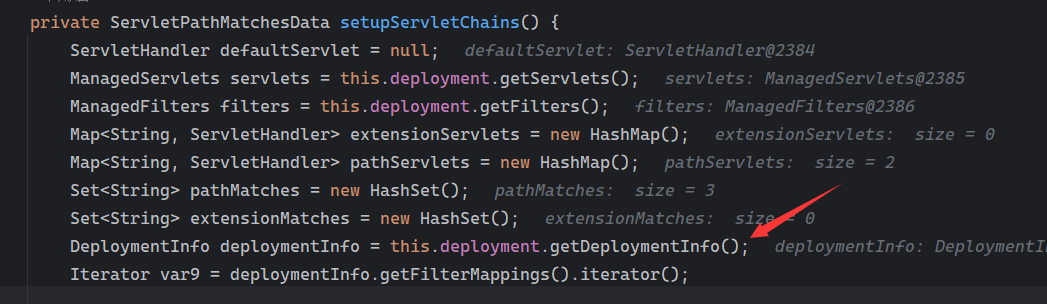 private ServletPathMatchesData setupServletChains() {
ServletHandler defaultServlet = null; defaultServlet: ServletHandler@2384
ManagedServlets servlets = this.deployment.getServlets(); servlets: ManagedServlets@2385
ManagedFilters filters = this.deployment.getFilters(); filters: ManagedFilters@2386
Map<String, ServletHandler> extensionServlets = new HashMap(); extensionServlets: size = 0
Map<String, ServletHandler> pathServlets = new HashMap(); pathServlets: size = 2
Set<String> pathMatches = new HashSet(); pathMatches: size = 3
Set<String> extensionMatches = new HashSet(); extensionMatches: size = 0
DeploymentInfo deploymentInfo = this.deployment.getDeploymentInfo(); deploymentInfo: DeploymentI
Iterator var9 = deploymentInfo.getFilterMappings().iterator();